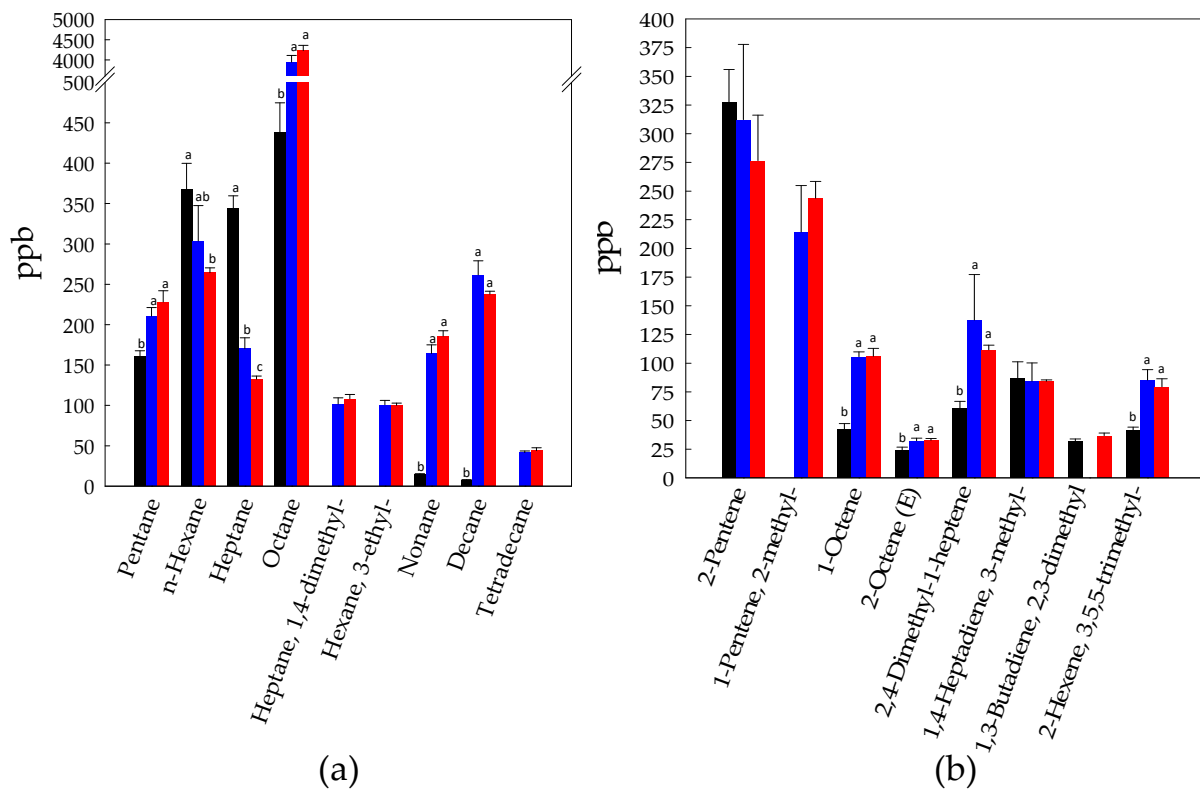 5000
4500
4000
500
450
400
350
300
250
200
150
100
50
0
ppb
b
a
a
a
ab
b
a
b
c
b
a
a
b
a
a
b
a
a
Pentane
n-Hexane
Heptane
Octane
Heptane, 1,4-dimethyl-
Hexane, 3-ethyl-
Nonane
Decane
Tetradecane
(a)
400
375
350
325
300
275
250
225
200
175
150
125
100
75
50
25
0
ppb
b
a
a
b
a
a
b
a
a
b
a
a
2-Pentene
1-Pentene, 2-methyl-
1-Octene
2-Octene (E)
2,4-Dimethyl-1-heptene
1,4-Heptadiene, 3-methyl-
1,3-Butadiene, 2,3-dimethyl
2-Hexene, 3,5,5-trimethyl-
(b)